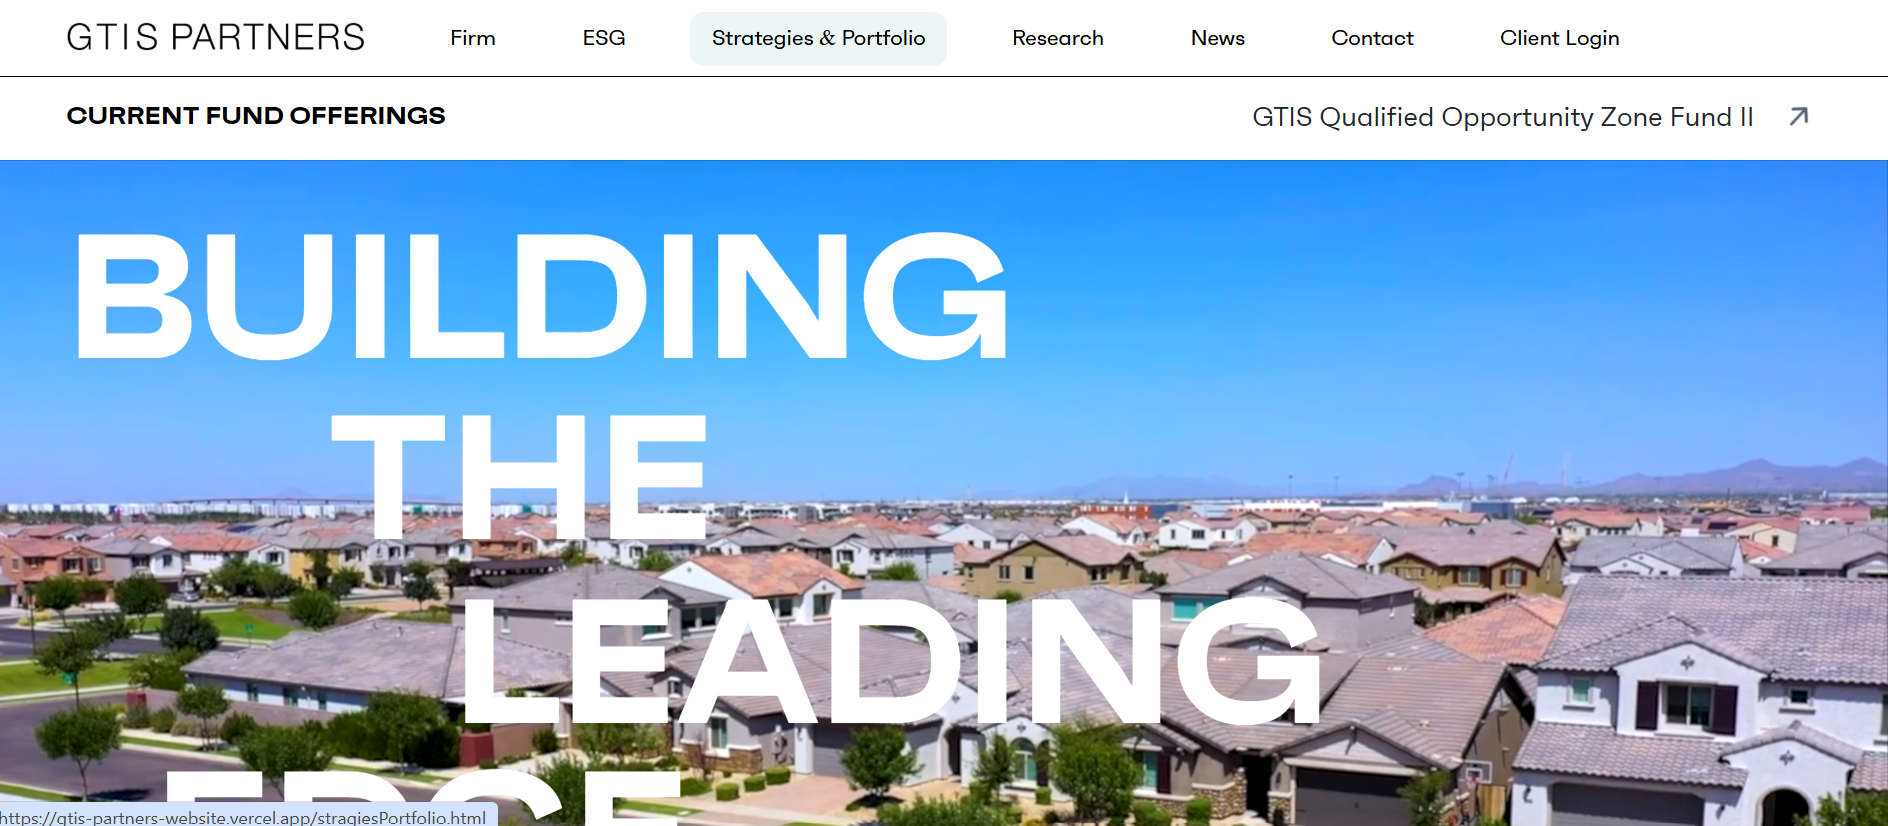 GTIS PARTNERS Firm ESG Strategies & Portfolio Research News Contact Client Login
CURRENT FUND OFFERINGS GTIS Qualified Opportunity Zone Fund II
BUILDING
THE
LEADING
EDGE
https://gtis-partners-website.vercel.app/stragiesPortfolio.html